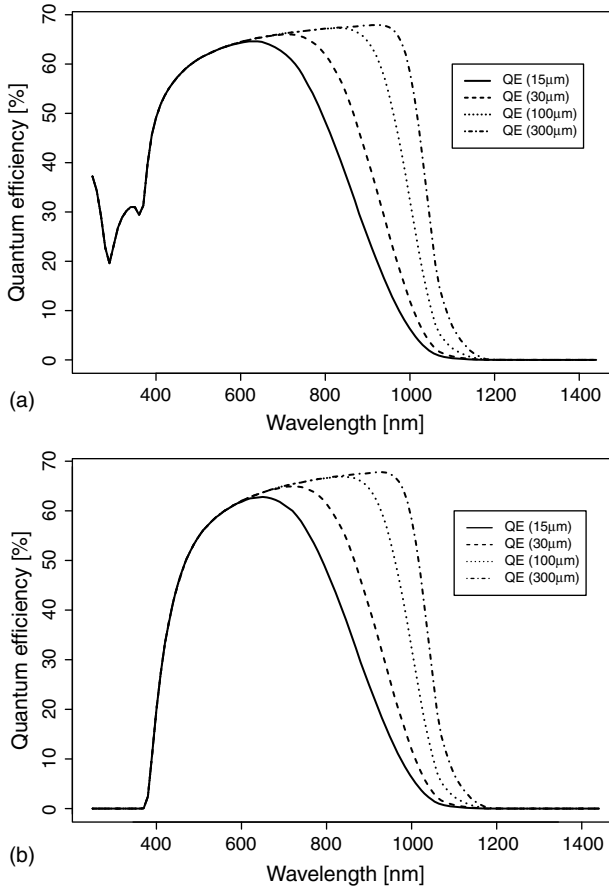 70
60
50
40
30
20
10
0
Quantum efficiency [%]
QE (15μm)
QE (30μm)
QE (100μm)
QE (300μm)
400 600 800 1000 1200 1400
(a)
Wavelength [nm]
70
60
50
40
30
20
10
0
Quantum efficiency [%]
QE (15μm)
QE (30μm)
QE (100μm)
QE (300μm)
400 600 800 1000 1200 1400
(b)
Wavelength [nm]